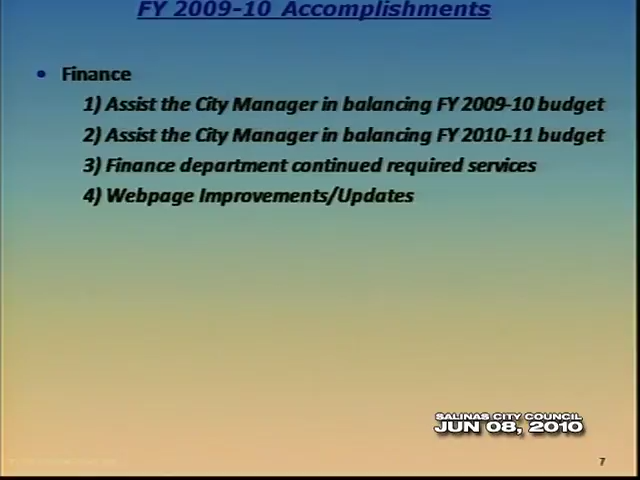 FY 2009-10 Accomplishments
• Finance
1) Assist the City Manager in balancing FY 2009-10 budget
2) Assist the City Manager in balancing FY 2010-11 budget
3) Finance department continued required services
4) Webpage Improvements/Updates
SALINAS CITY COUNCIL
JUN 08, 2010
7